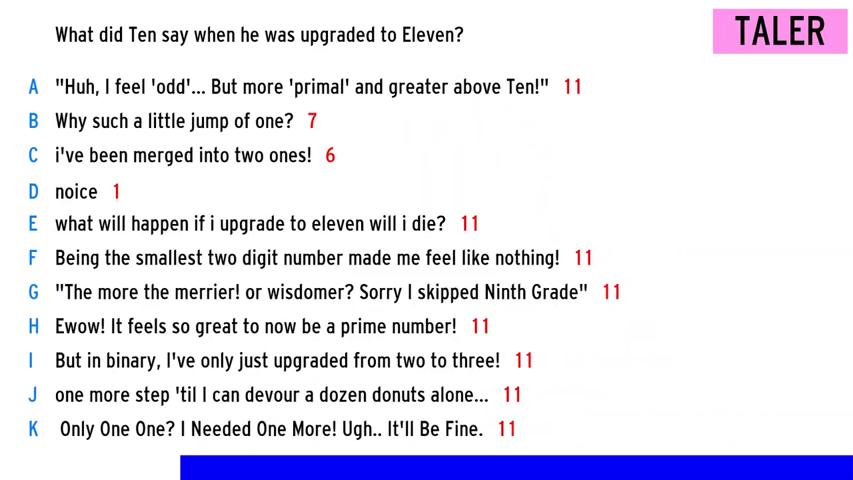 What did Ten say when he was upgraded to Eleven?
TALER
A "Huh, I feel 'odd'... But more 'primal' and greater above Ten!" 11
B Why such a little jump of one? 7
C i've been merged into two ones! 6
D noice 1
E what will happen if i upgrade to eleven will i die? 11
F Being the smallest two digit number made me feel like nothing! 11
G "The more the merrier! or wisdomer? Sorry I skipped Ninth Grade" 11
H Ewow! It feels so great to now be a prime number! 11
I But in binary, I've only just upgraded from two to three! 11
J one more step 'til I can devour a dozen donuts alone... 11
K Only One One? I Needed One More! Ugh.. It'll Be Fine. 11